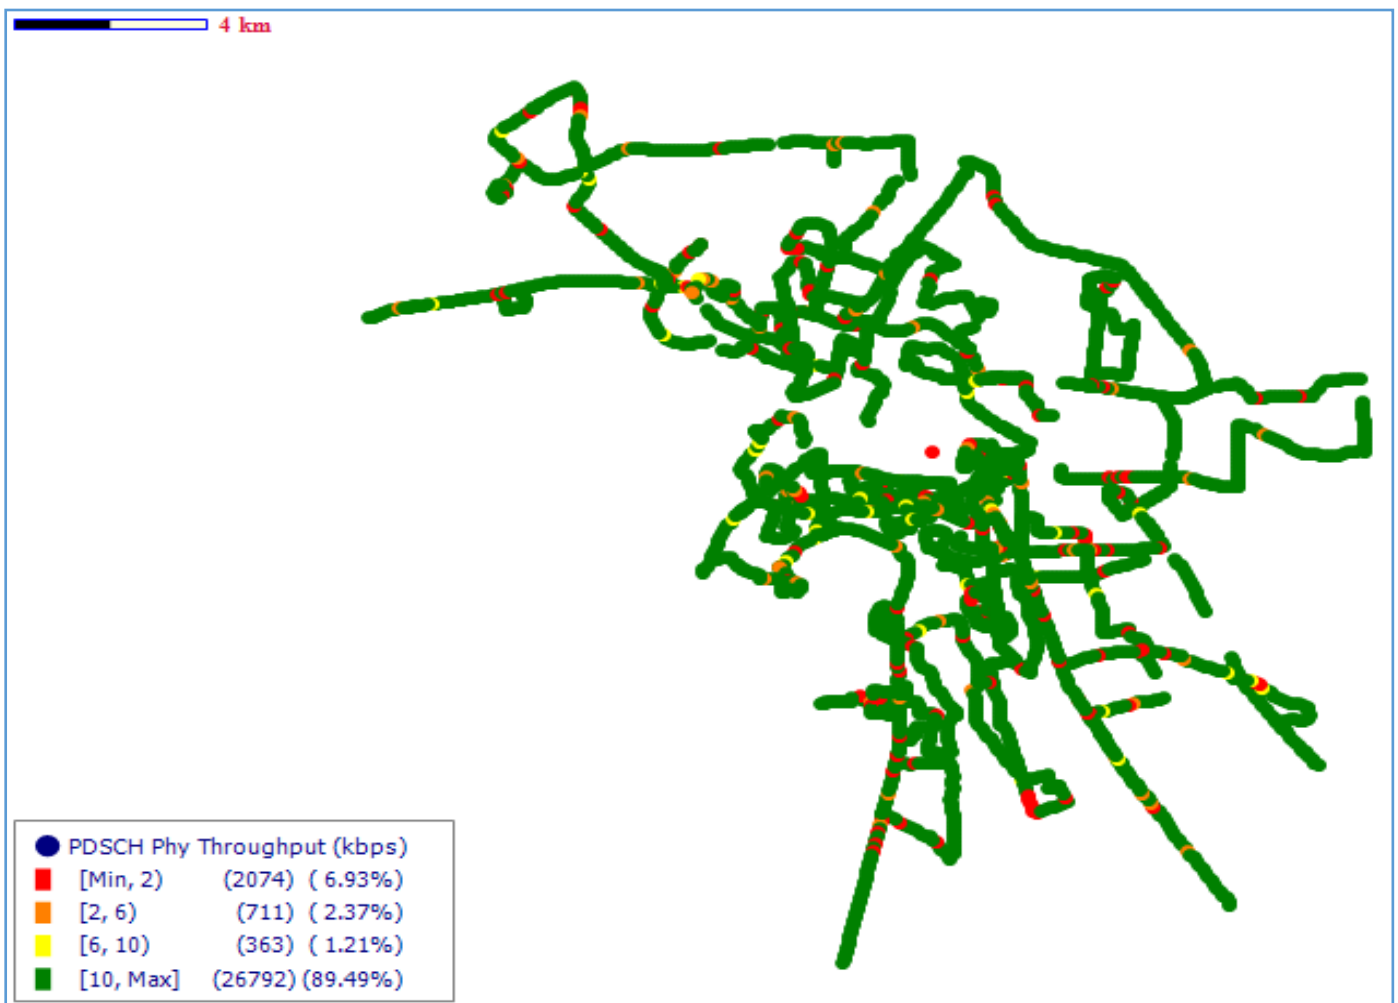 4 km
PDSCH Phy Throughput (kbps)
[Min, 2) (2074) ( 6.93%)
[2, 6) (711) ( 2.37%)
[6, 10) (363) ( 1.21%)
[10, Max] (26792) (89.49%)